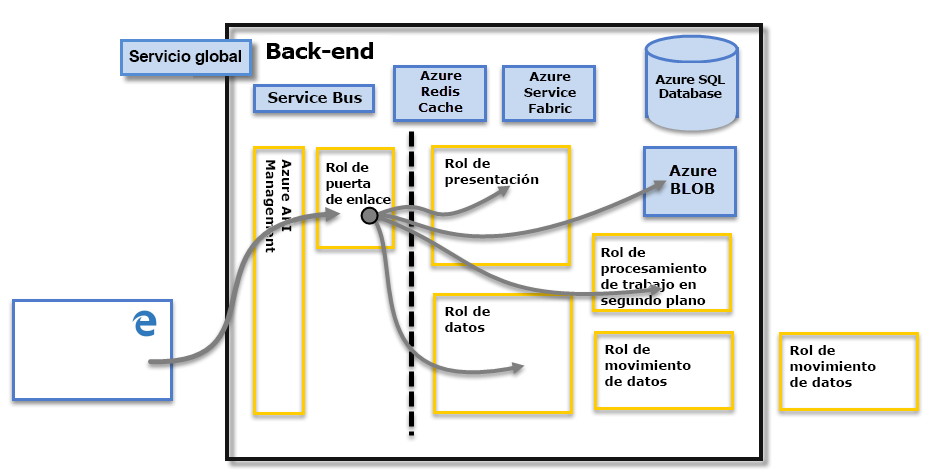 Servicio global
Back-end
Service Bus
Azure
Redis
Cache
Azure
Service
Fabric
Azure SQL
Database
Azure API
Management
Rol de
puerta
de enlace
Rol de
presentación
Azure
BLOB
Rol de
procesamiento
de trabajo en
segundo plano
Rol de
datos
Rol de
movimiento
de datos
Rol de
movimiento
de datos